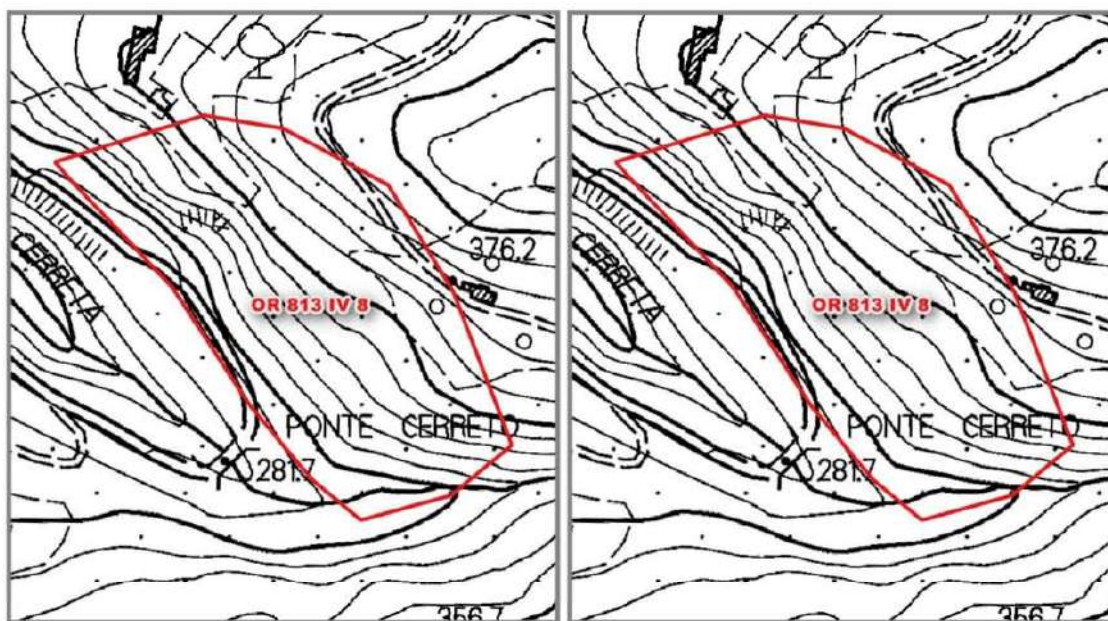 376.2
CERRETA
OR 813 IV 8
PONTE CERRETO
281.7
356.7
376.2
CERRETA
OR 813 IV 8
PONTE CERRETO
281.7
356.7